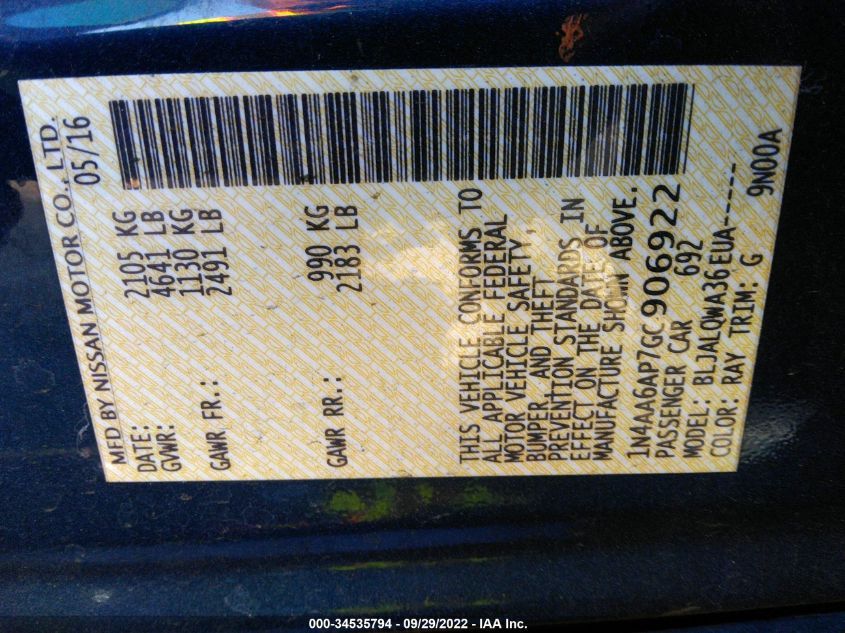 MFD BY NISSAN MOTOR CO., LTD.
DATE: 05/16
GVWR: 2105 KG
4641 LB
GAWR FR.: 1130 KG
2491 LB
GAWR RR.: 990 KG
2183 LB
THIS VEHICLE CONFORMS TO
ALL APPLICABLE FEDERAL
MOTOR VEHICLE SAFETY,
BUMPER, AND THEFT
PREVENTION STANDARDS IN
EFFECT ON THE DATE OF
MANUFACTURE SHOWN ABOVE.
1N4AA6AP7GC906922
PASSENGER CAR 692
MODEL: BLJALQWA36EUA-----
COLOR: RAY TRIM: G 9N00A
000-34535794 - 09/29/2022 - IAA Inc.